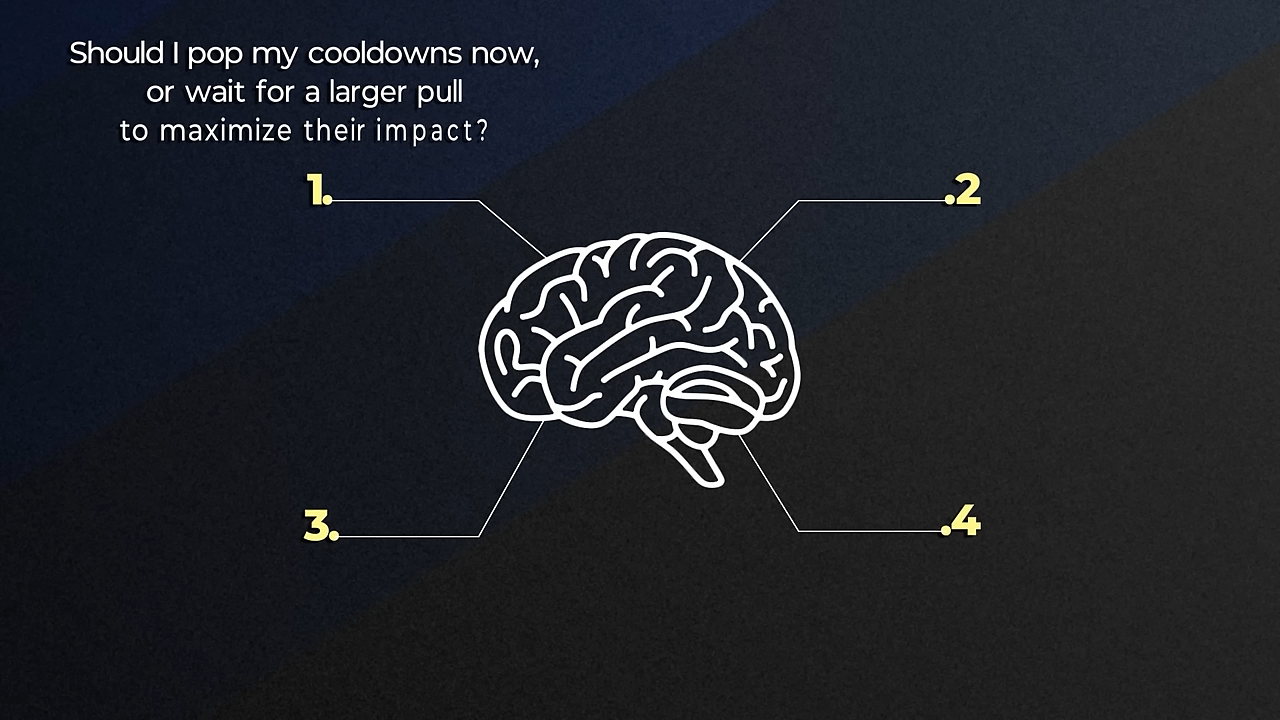 Should I pop my cooldowns now,
or wait for a larger pull
to maximize their impact?
1.
.2
3.
.4